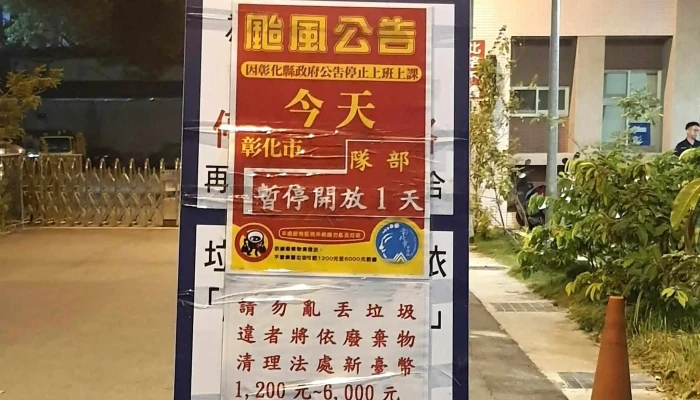 颱風公告
因彰化縣政府公告停止上班上課
今天
彰化市 隊部
暫停開放1天
再
垃
依
請勿亂丟垃圾
違者將依廢棄物
清理法處新臺幣
1,200元~6,000元